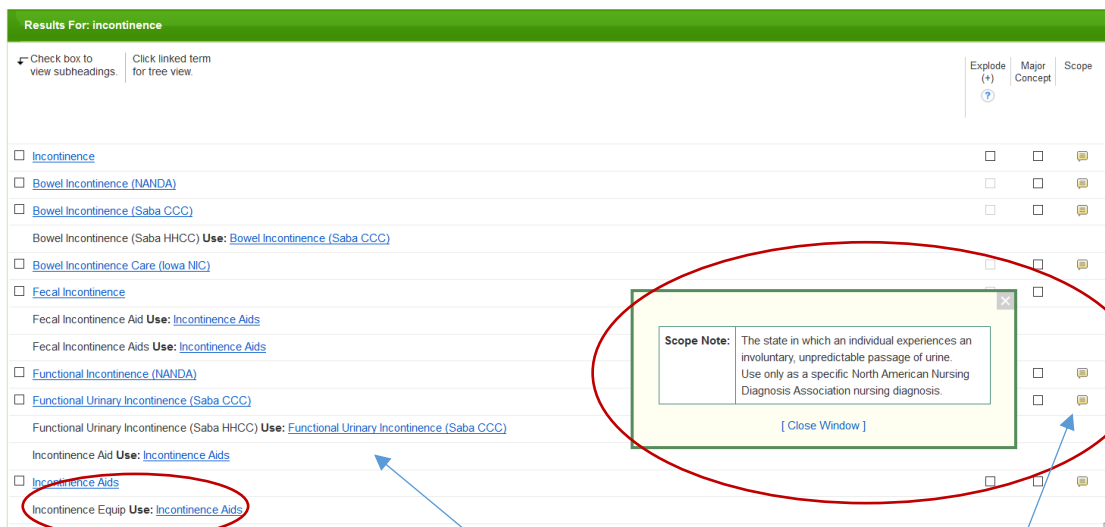 Results For: incontinence
Check box to
view subheadings.
Click linked term
for tree view.
Explode
(+)
?
Major
Concept
Scope
Incontinence
Bowel Incontinence (NANDA)
Bowel Incontinence (Saba CCC)
Bowel Incontinence (Saba HHCC) Use: Bowel Incontinence (Saba CCC)
Bowel Incontinence Care (Iowa NIC)
Fecal Incontinence
Fecal Incontinence Aid Use: Incontinence Aids
Fecal Incontinence Aids Use: Incontinence Aids
Functional Incontinence (NANDA)
Functional Urinary Incontinence (Saba CCC)
Functional Urinary Incontinence (Saba HHCC) Use: Functional Urinary Incontinence (Saba CCC)
Incontinence Aid Use: Incontinence Aids
Incontinence Aids
Incontinence Equip Use: Incontinence Aids
Scope Note:
The state in which an individual experiences an
involuntary, unpredictable passage of urine.
Use only as a specific North American Nursing
Diagnosis Association nursing diagnosis.
[ Close Window ]